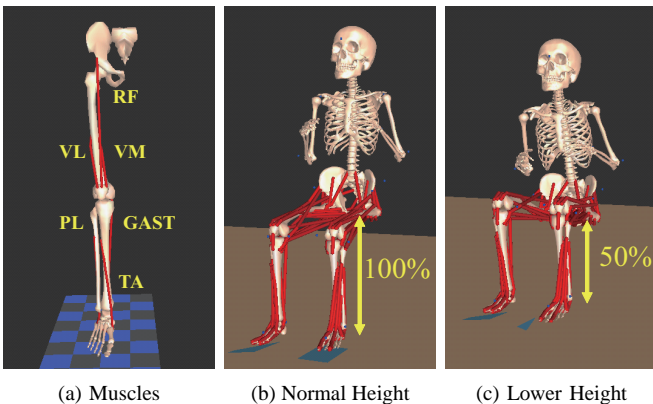 RF
VL VM
PL GAST
TA
100%
50%
(a) Muscles
(b) Normal Height
(c) Lower Height